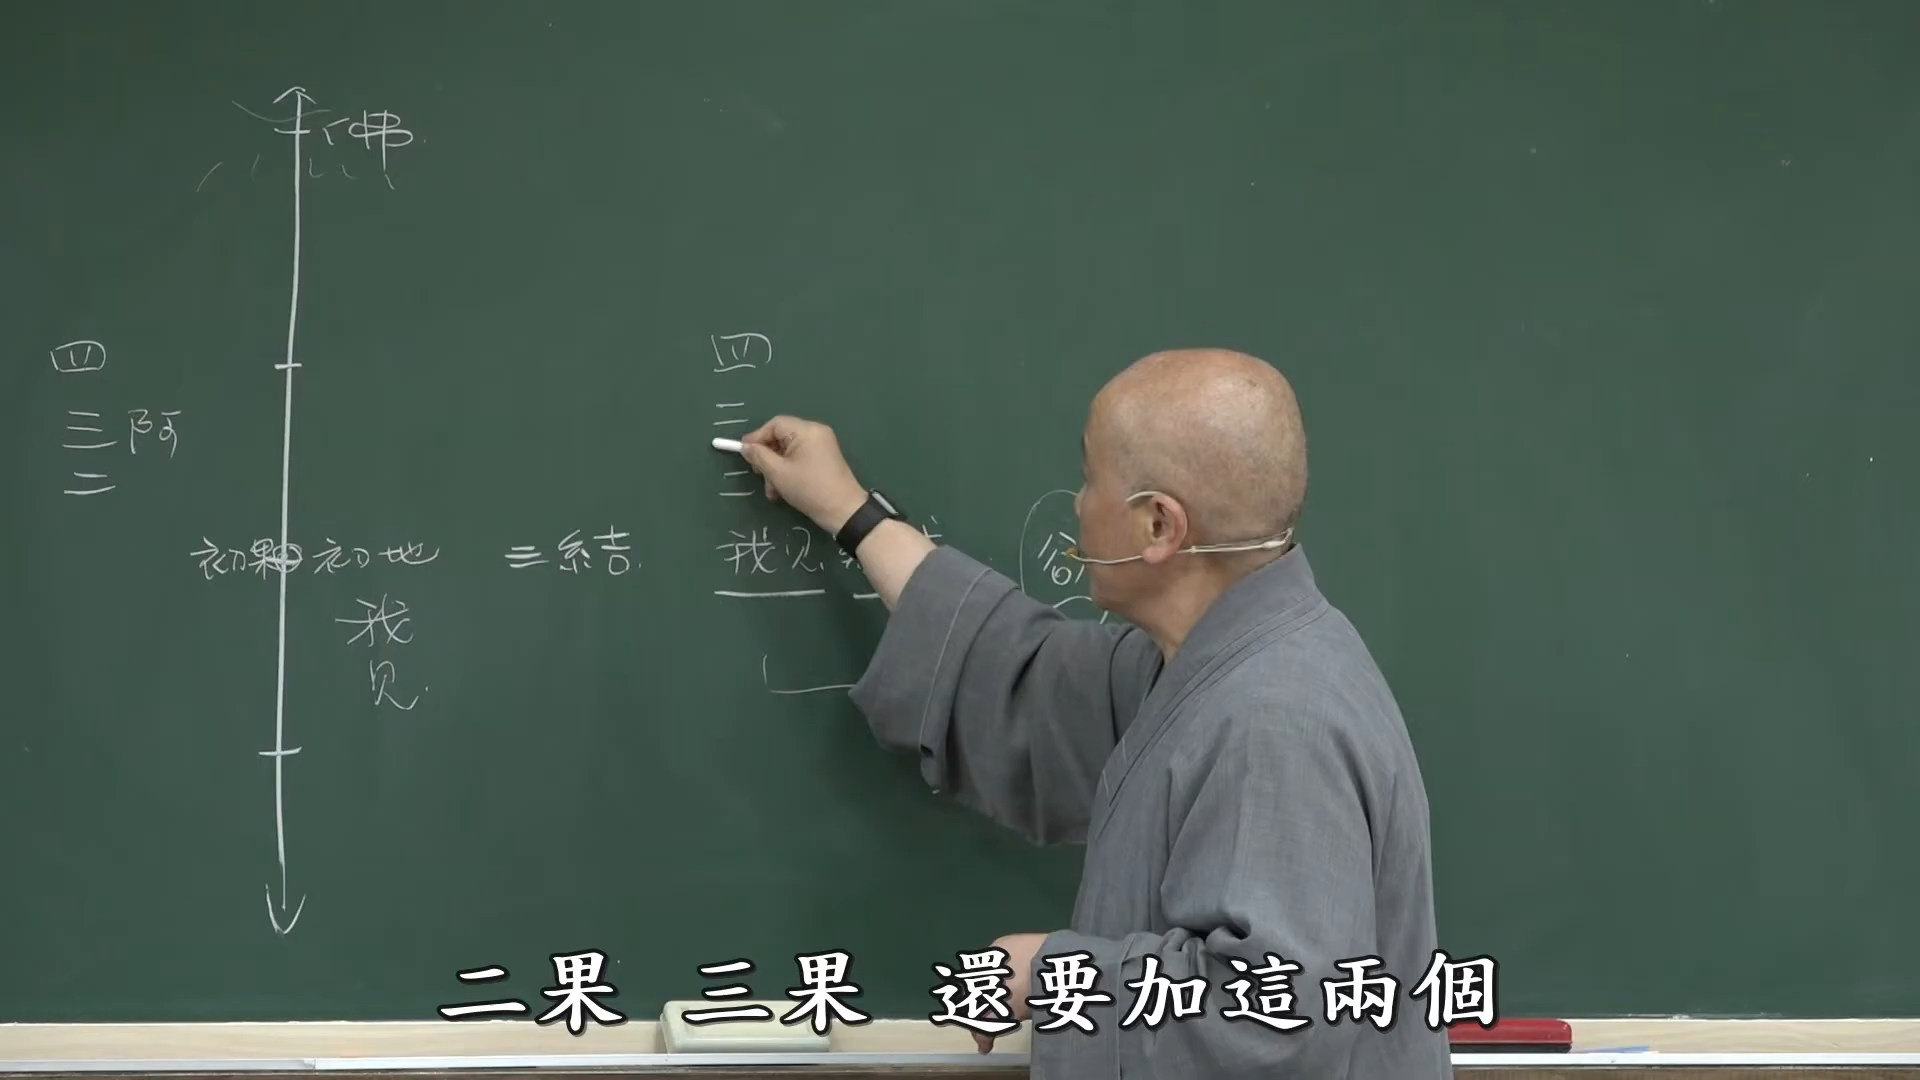 佛
四
三 阿
二
初果 初地 三結. 我见
我
见.
四
三
二
二果 三果 還要加這兩個